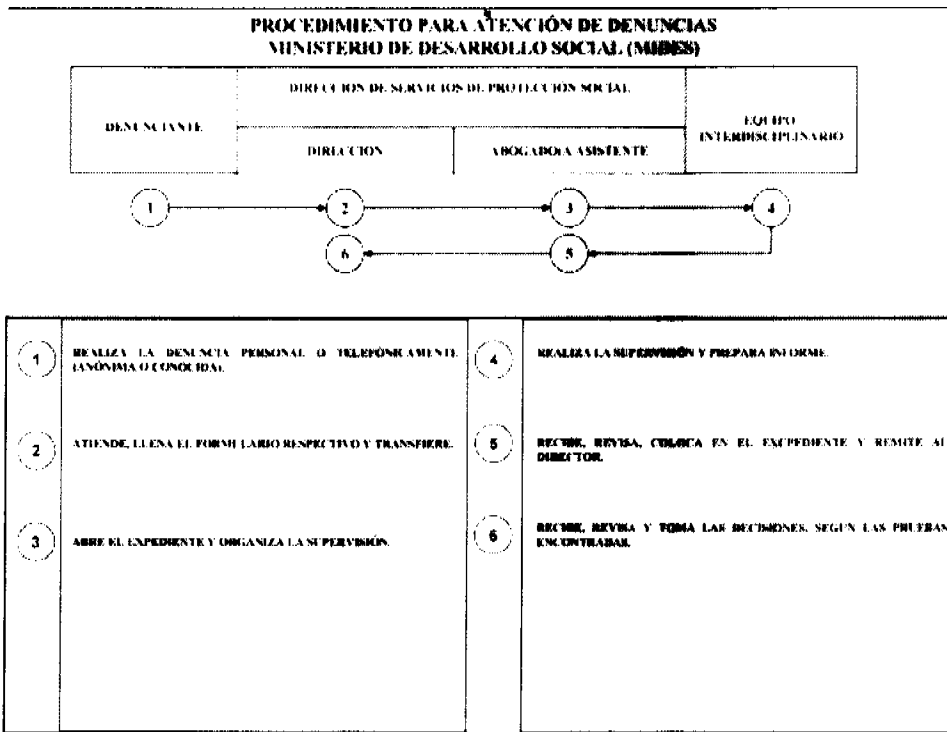 PROCEDIMIENTO PARA ATENCIÓN DE DENUNCIAS
MINISTERIO DE DESARROLLO SOCIAL (MIDES)
DENUNCIANTE
DIRECCION DE SERVICIOS DE PROTECCIÓN SOCIAL
DIRECCION
ABOGADO/A ASISTENTE
EQUIPO
INTERDISCIPLINARIO
1
2
3
4
6
5
1
REALIZA LA DENUNCIA PERSONAL O TELEFÓNICAMENTE
(ANÓNIMA O CONOCIDA).
2
ATIENDE, LLENA EL FORMULARIO RESPECTIVO Y TRANSFIERE.
3
ABRE EL EXPEDIENTE Y ORGANIZA LA SUPERVISIÓN.
4
REALIZA LA SUPERVISIÓN Y PREPARA INFORME.
5
RECIBE, REVISA, COLOCA EN EL EXCPEDIENTE Y REMITE AL
DIRECTOR.
6
RECIBE, REVISA Y TOMA LAS DECISIONES, SEGUN LAS PRUEBAS
ENCONTRADAS.